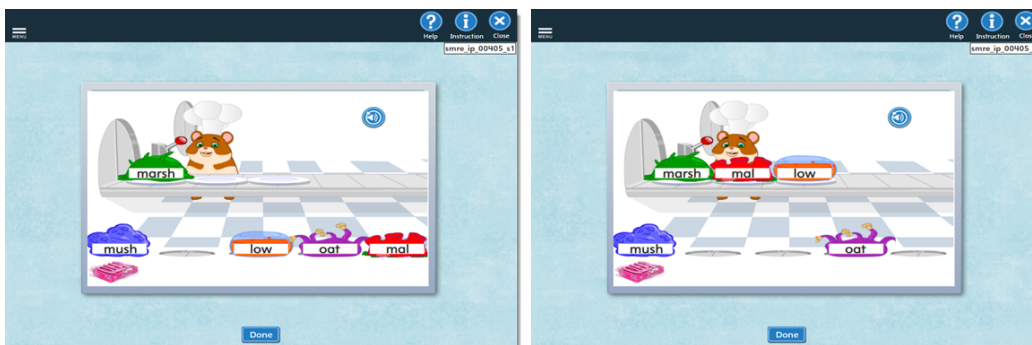 MENU
Help Instruction Close
smre_ip_00405_s1
marsh
mush low oat mal
Done
MENU
Help Instruction Clos
smre_ip_00405_
marsh mal low
mush oat
Done